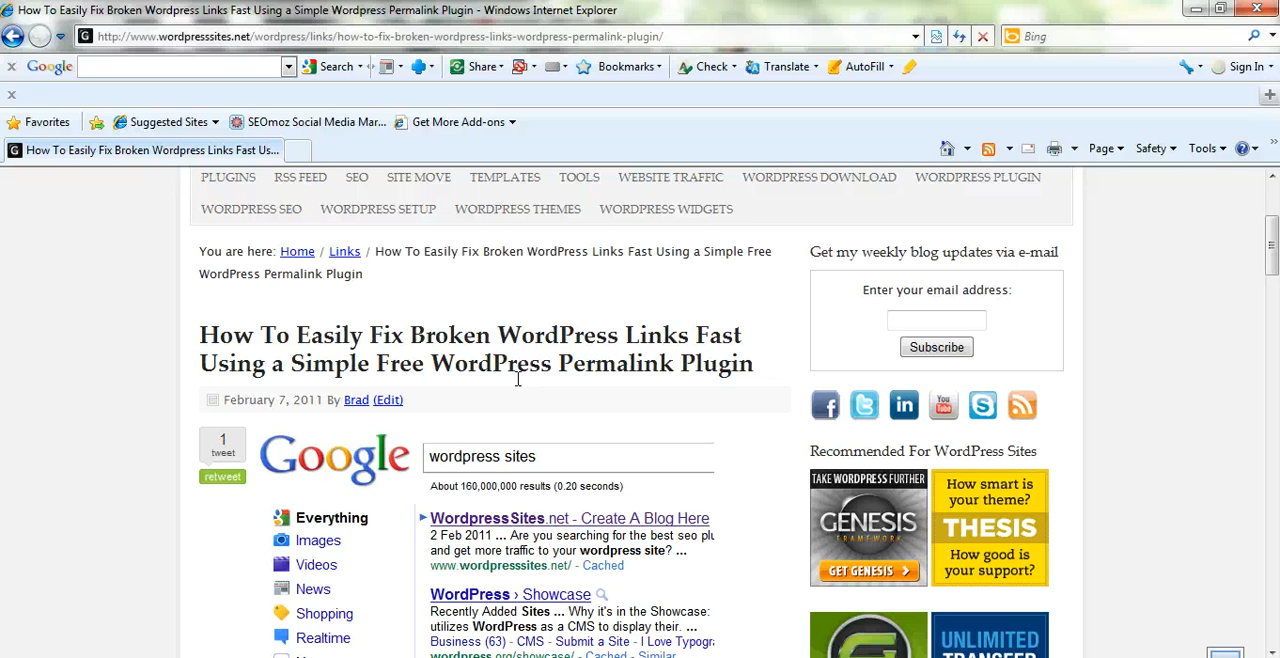 How To Easily Fix Broken Wordpress Links Fast Using a Simple Wordpress Permalink Plugin - Windows Internet Explorer
http://www.wordpresssites.net/wordpress/links/how-to-fix-broken-wordpress-links-wordpress-permalink-plugin/
Bing
x Google Search Share Bookmarks Check Translate AutoFill Sign In
x
Favorites Suggested Sites SEOmoz Social Media Mar... Get More Add-ons
How To Easily Fix Broken Wordpress Links Fast Us... Page Safety Tools
PLUGINS RSS FEED SEO SITE MOVE TEMPLATES TOOLS WEBSITE TRAFFIC WORDPRESS DOWNLOAD WORDPRESS PLUGIN
WORDPRESS SEO WORDPRESS SETUP WORDPRESS THEMES WORDPRESS WIDGETS
You are here: Home / Links / How To Easily Fix Broken WordPress Links Fast Using a Simple Free
WordPress Permalink Plugin
How To Easily Fix Broken WordPress Links Fast
Using a Simple Free WordPress Permalink Plugin
February 7, 2011 By Brad (Edit)
1
tweet
retweet
Google
wordpress sites
About 160,000,000 results (0.20 seconds)
Everything
Images
Videos
News
Shopping
Realtime
WordpressSites.net - Create A Blog Here
2 Feb 2011 ... Are you searching for the best seo plu
and get more traffic to your wordpress site? ...
www.wordpresssites.net/ - Cached
WordPress › Showcase
Recently Added Sites ... Why it's in the Showcase:
utilizes WordPress as a CMS to display their. ...
Business (63) - CMS - Submit a Site - I Love Typogra
wordpress.org/showcase/ - Cached - Similar
Get my weekly blog updates via e-mail
Enter your email address:
Subscribe
Recommended For WordPress Sites
TAKE WORDPRESS FURTHER
GENESIS
FRAMEWORK
GET GENESIS >
How smart is
your theme?
THESIS
How good is
your support?
UNLIMITED
TRANSFER